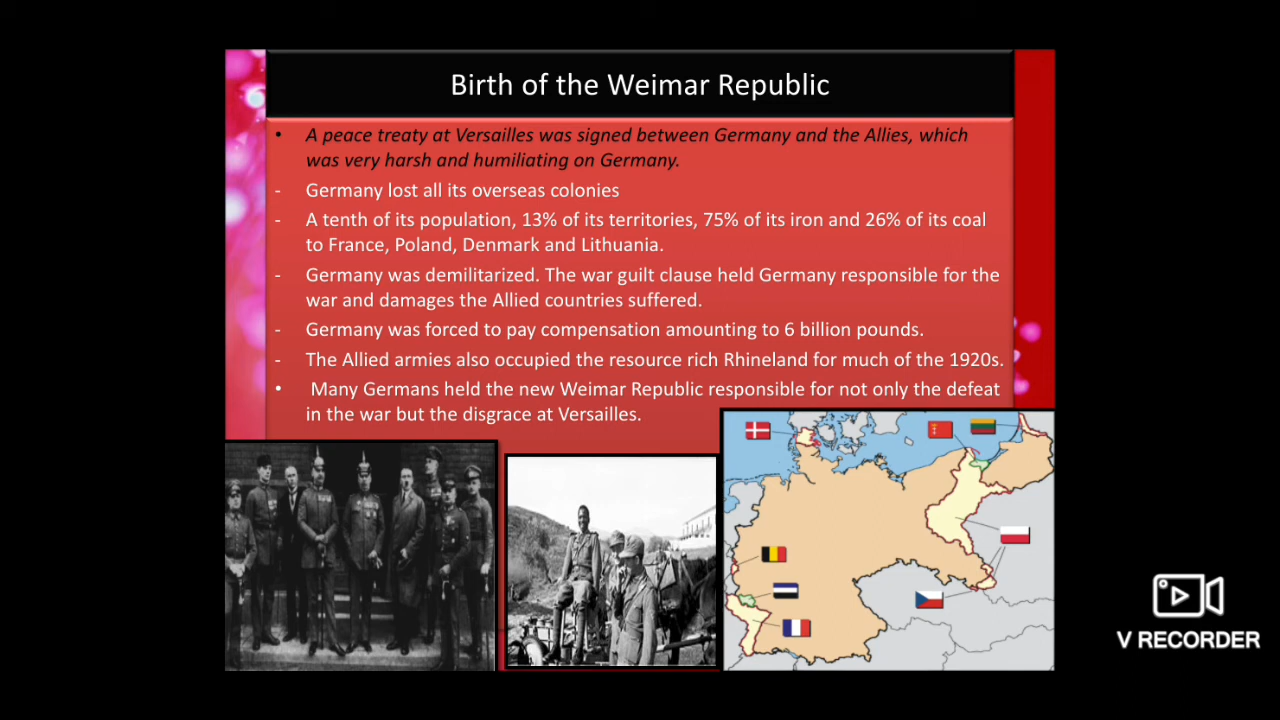 Birth of the Weimar Republic
• A peace treaty at Versailles was signed between Germany and the Allies, which
was very harsh and humiliating on Germany.
- Germany lost all its overseas colonies
- A tenth of its population, 13% of its territories, 75% of its iron and 26% of its coal
to France, Poland, Denmark and Lithuania.
- Germany was demilitarized. The war guilt clause held Germany responsible for the
war and damages the Allied countries suffered.
- Germany was forced to pay compensation amounting to 6 billion pounds.
- The Allied armies also occupied the resource rich Rhineland for much of the 1920s.
• Many Germans held the new Weimar Republic responsible for not only the defeat
in the war but the disgrace at Versailles.
V RECORDER